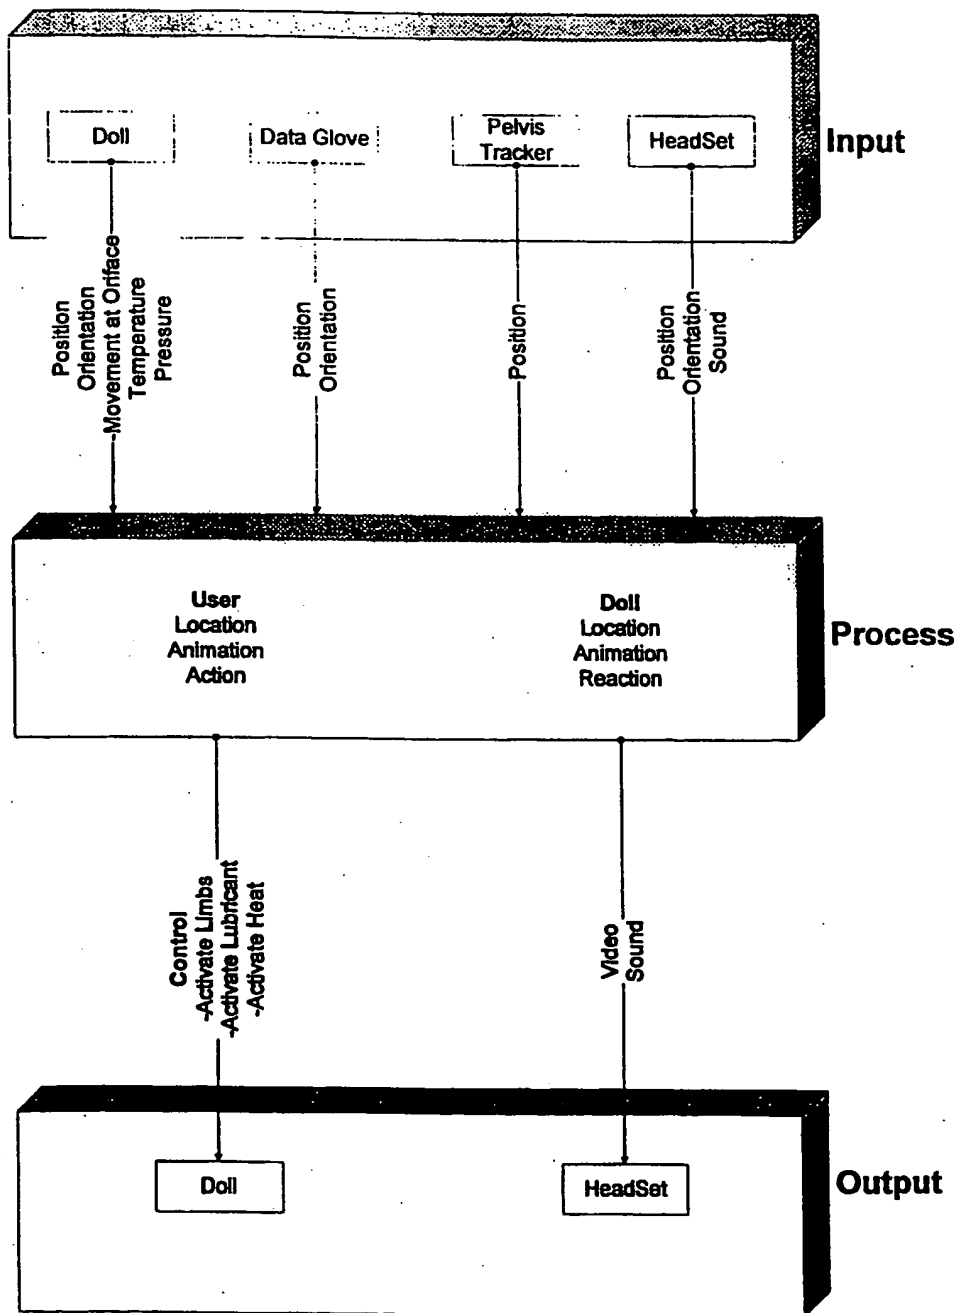 Doll
Data Glove
Pelvis
Tracker
HeadSet
Input
Position
Orientation
-Movement at Oriface
Temperature
Pressure
Position
Orientation
Position
Position
Orientation
Sound
User
Location
Animation
Action
Doll
Location
Animation
Reaction
Process
Control
-Activate Limbs
-Activate Lubricant
-Activate Heat
Video
Sound
Doll
HeadSet
Output